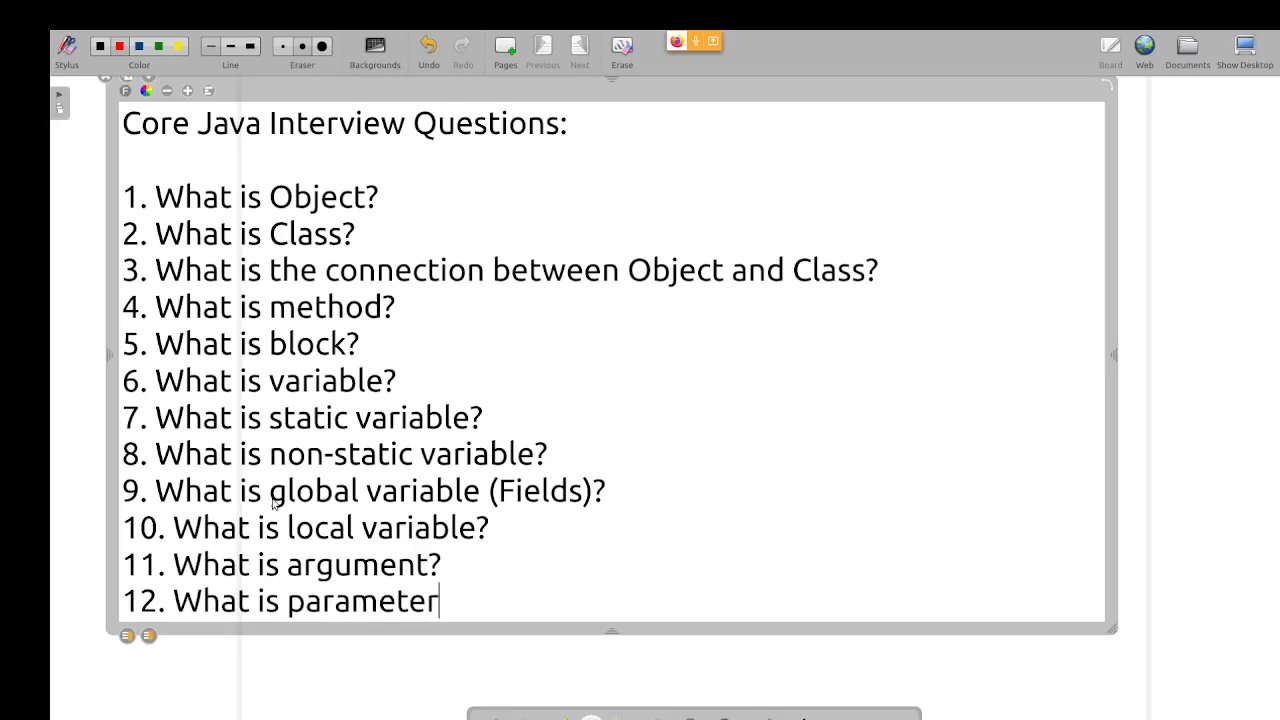 Stylus
Color
Line
Eraser
Backgrounds
Undo
Redo
Pages
Previous
Next
Erase
Board
Web
Documents
Show Desktop
F
Core Java Interview Questions:
1. What is Object?
2. What is Class?
3. What is the connection between Object and Class?
4. What is method?
5. What is block?
6. What is variable?
7. What is static variable?
8. What is non-static variable?
9. What is global variable (Fields)?
10. What is local variable?
11. What is argument?
12. What is parameter